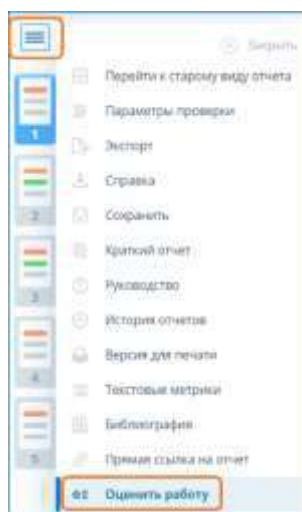 Закрыть
Перейти к старому виду отчета
Параметры проверки
1
Экспорт
Справка
2
Сохранить
Краткий отчет
3
Руководство
История отчетов
Версия для печати
4
Текстовые метрики
Библиография
5
Прямая ссылка на отчет
Оценить работу